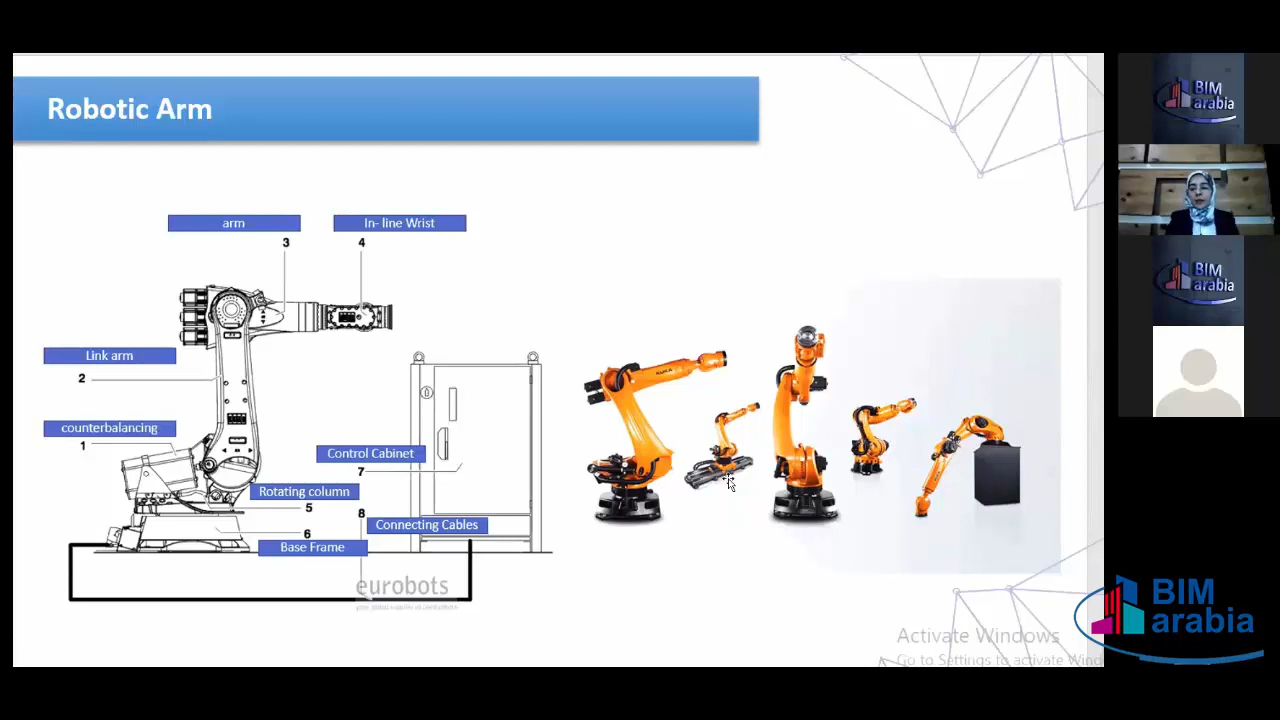 Robotic Arm
arm
In- line Wrist
3
4
Link arm
2
counterbalancing
1
Control Cabinet
7
Rotating column
5
8
Connecting Cables
6
Base Frame
eurobots
KUKA
Activate Windows
Go to Settings to activate Wind
BIM
arabia
BIM
arabia
BIM
arabia